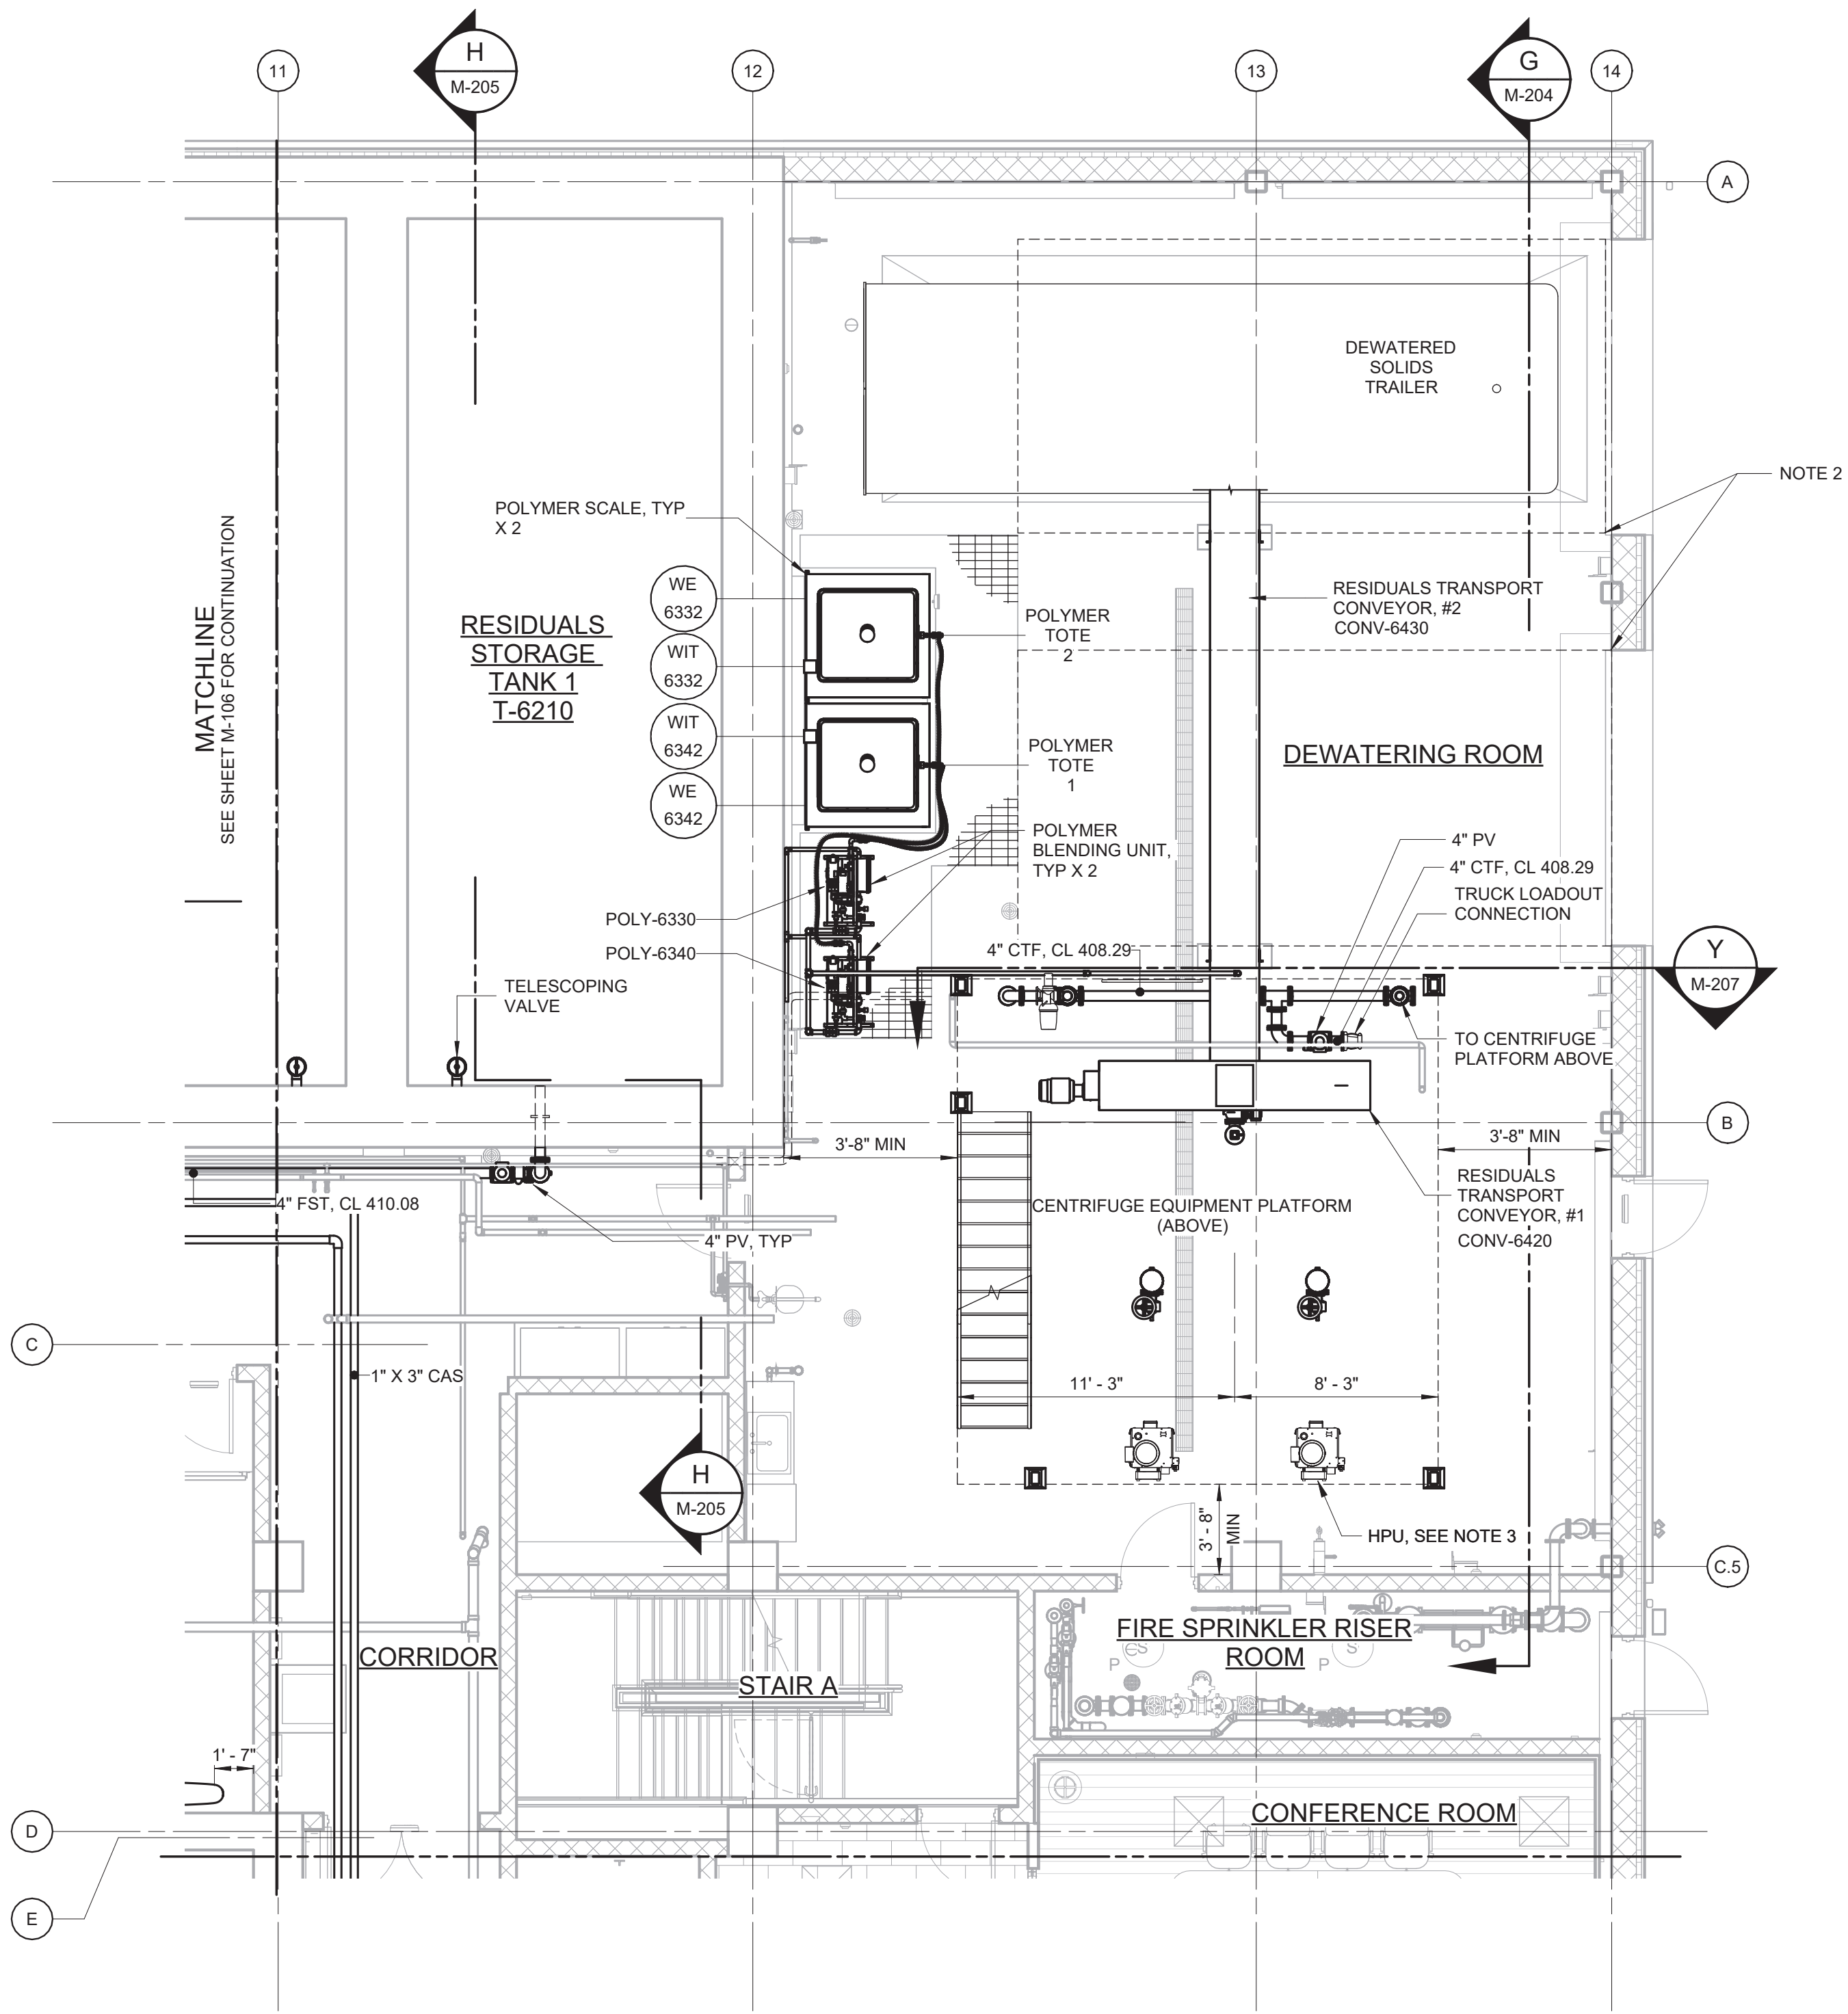 11
H
M-205
12
13
G
M-204
14
A
DEWATERED
SOLIDS
TRAILER
NOTE 2
POLYMER SCALE, TYP
X 2
MATCHLINE
SEE SHEET M-106 FOR CONTINUATION
RESIDUALS
STORAGE
TANK 1
T-6210
WE
6332
WIT
6332
WIT
6342
WE
6342
POLYMER
TOTE
2
RESIDUALS TRANSPORT
CONVEYOR, #2
CONV-6430
POLYMER
TOTE
1
DEWATERING ROOM
POLYMER
BLENDING UNIT,
TYP X 2
4" PV
4" CTF, CL 408.29
TRUCK LOADOUT
CONNECTION
POLY-6330
POLY-6340
4" CTF, CL 408.29
Y
M-207
TELESCOPING
VALVE
TO CENTRIFUGE
PLATFORM ABOVE
B
3'-8" MIN
3'-8" MIN
4" FST, CL 410.08
4" PV, TYP
CENTRIFUGE EQUIPMENT PLATFORM
(ABOVE)
RESIDUALS
TRANSPORT
CONVEYOR, #1
CONV-6420
C
1" X 3" CAS
11' - 3"
8' - 3"
H
M-205
3' - 8"
MIN
HPU, SEE NOTE 3
C.5
FIRE SPRINKLER RISER
ROOM
CORRIDOR
STAIR A
P
P
S
1' - 7"
CONFERENCE ROOM
D
E